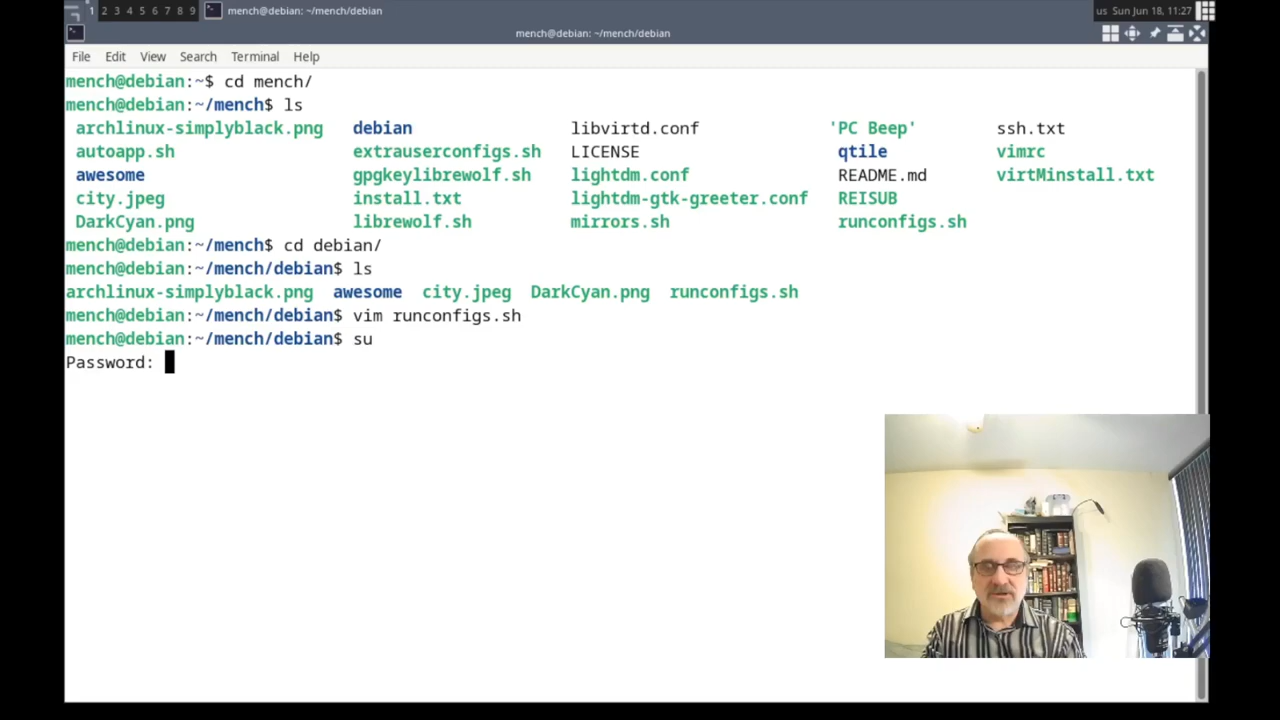 1 2 3 4 5 6 7 8 9 mench@debian: ~/mench/debian us Sun Jun 18, 11:27
mench@debian: ~/mench/debian
File Edit View Search Terminal Help
mench@debian:~$ cd mench/
mench@debian:~/mench$ ls
archlinux-simplyblack.png debian libvirtd.conf 'PC Beep' ssh.txt
autoapp.sh extrauserconfigs.sh LICENSE qtile vimrc
awesome gpgkeylibrewolf.sh lightdm.conf README.md virtMinstall.txt
city.jpeg install.txt lightdm-gtk-greeter.conf REISUB
DarkCyan.png librewolf.sh mirrors.sh runconfigs.sh
mench@debian:~/mench$ cd debian/
mench@debian:~/mench/debian$ ls
archlinux-simplyblack.png awesome city.jpeg DarkCyan.png runconfigs.sh
mench@debian:~/mench/debian$ vim runconfigs.sh
mench@debian:~/mench/debian$ su
Password: